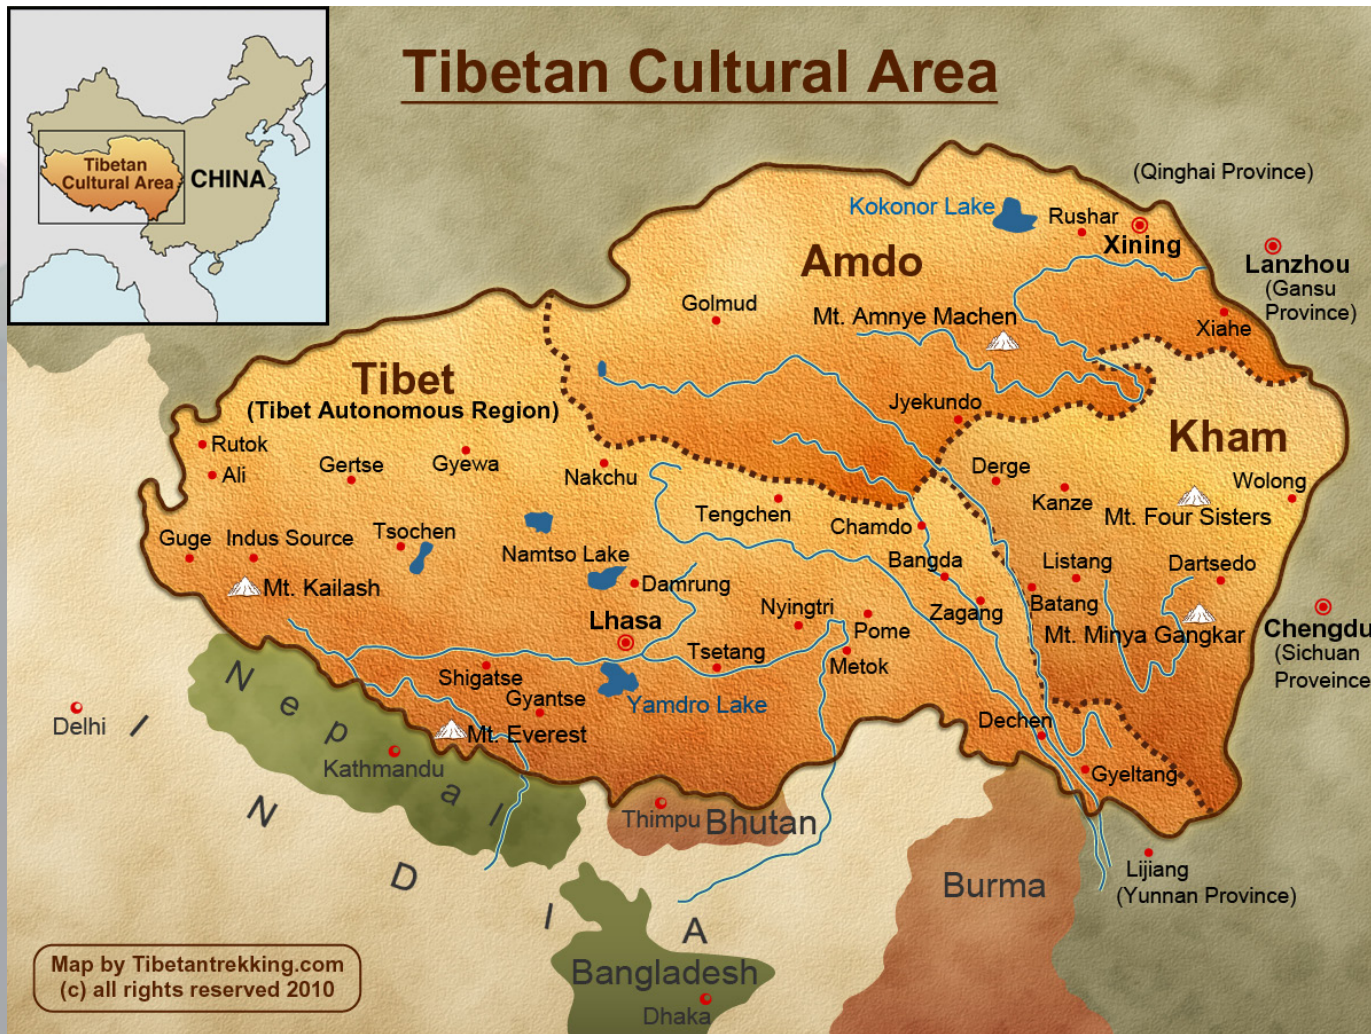 Tibetan Cultural Area
Tibetan
Cultural Area
CHINA
(Qinghai Province)
Kokonor Lake
Rushar
Xining
Amdo
Lanzhou
(Gansu
Province)
Golmud
Mt. Amnye Machen
Xiahe
Tibet
(Tibet Autonomous Region)
Jyekundo
Kham
Rutok
Ali
Gertse
Gyewa
Nakchu
Derge
Kanze
Wolong
Tengchen
Chamdo
Mt. Four Sisters
Guge
Indus Source
Tsochen
Namtso Lake
Bangda
Listang
Dartsedo
Mt. Kailash
Damrung
Nyingtri
Zagang
Batang
Lhasa
Pome
Mt. Minya Gangkar
Chengdu
(Sichuan
Proveince
Tsetang
Metok
Shigatse
Gyantse
Yamdro Lake
Mt. Everest
Dechen
Gyeltang
Delhi
Nepal
Kathmandu
INDIA
Thimpu
Bhutan
Burma
Lijiang
(Yunnan Province)
Bangladesh
Dhaka
Map by Tibetantrekking.com
(c) all rights reserved 2010